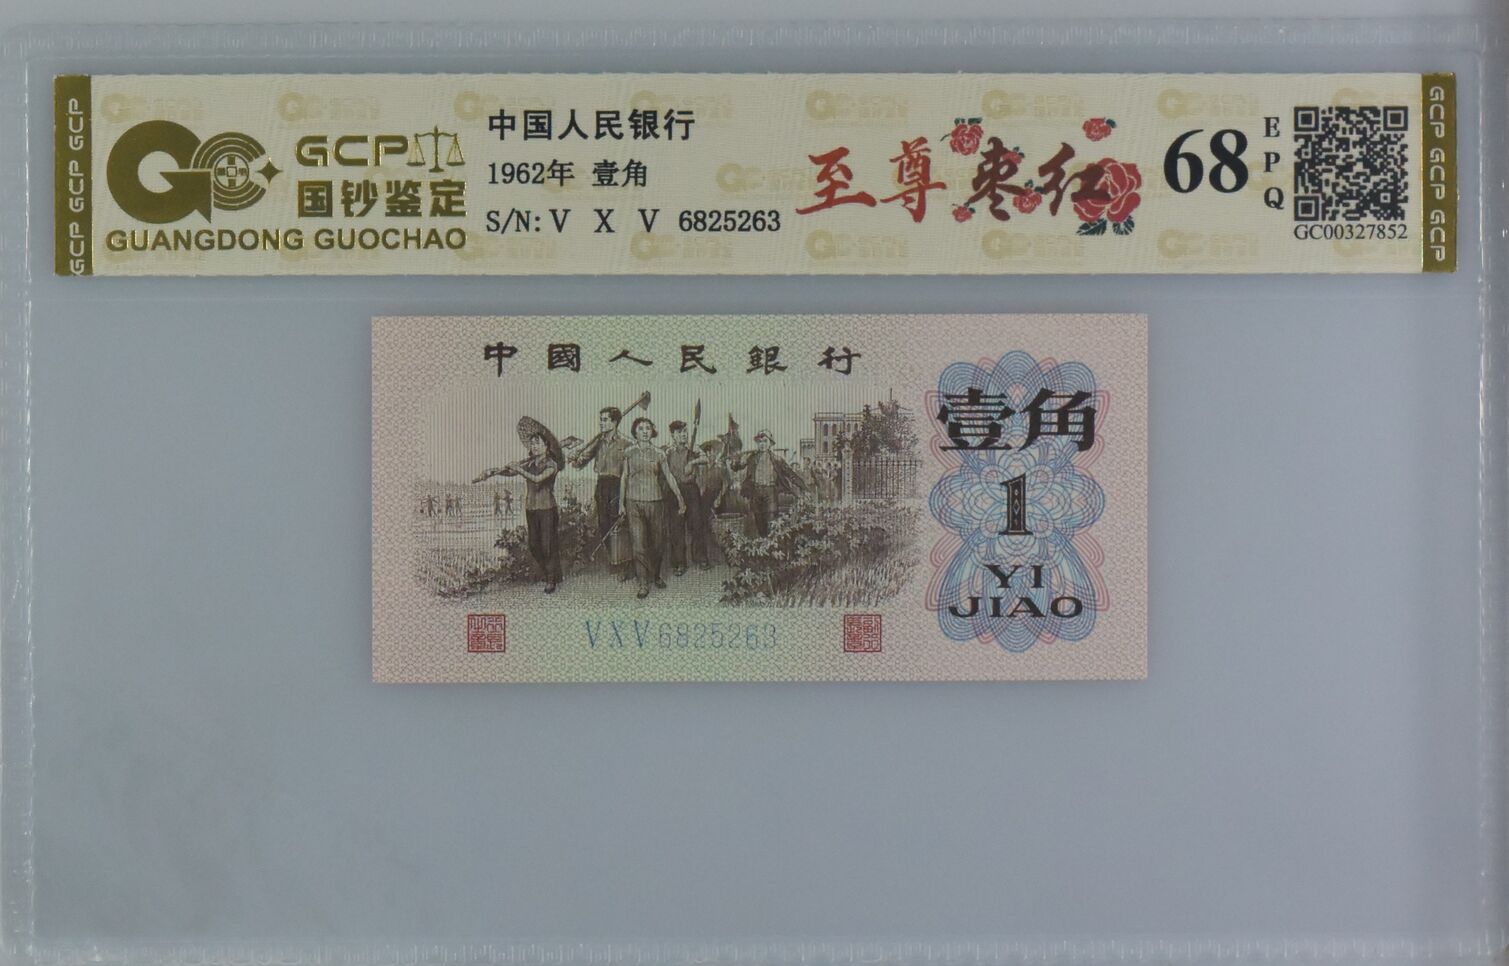 GCP GCP GCP
GCP
国钞鉴定
GUANGDONG GUOCHAO
中国人民银行
1962年 壹角
S/N: V X V 6825263
至尊枣红
68
EPQ
GC00327852
GCP GCP GCP
中國人民銀行
壹角
1
YI
JIAO
VXV6825263